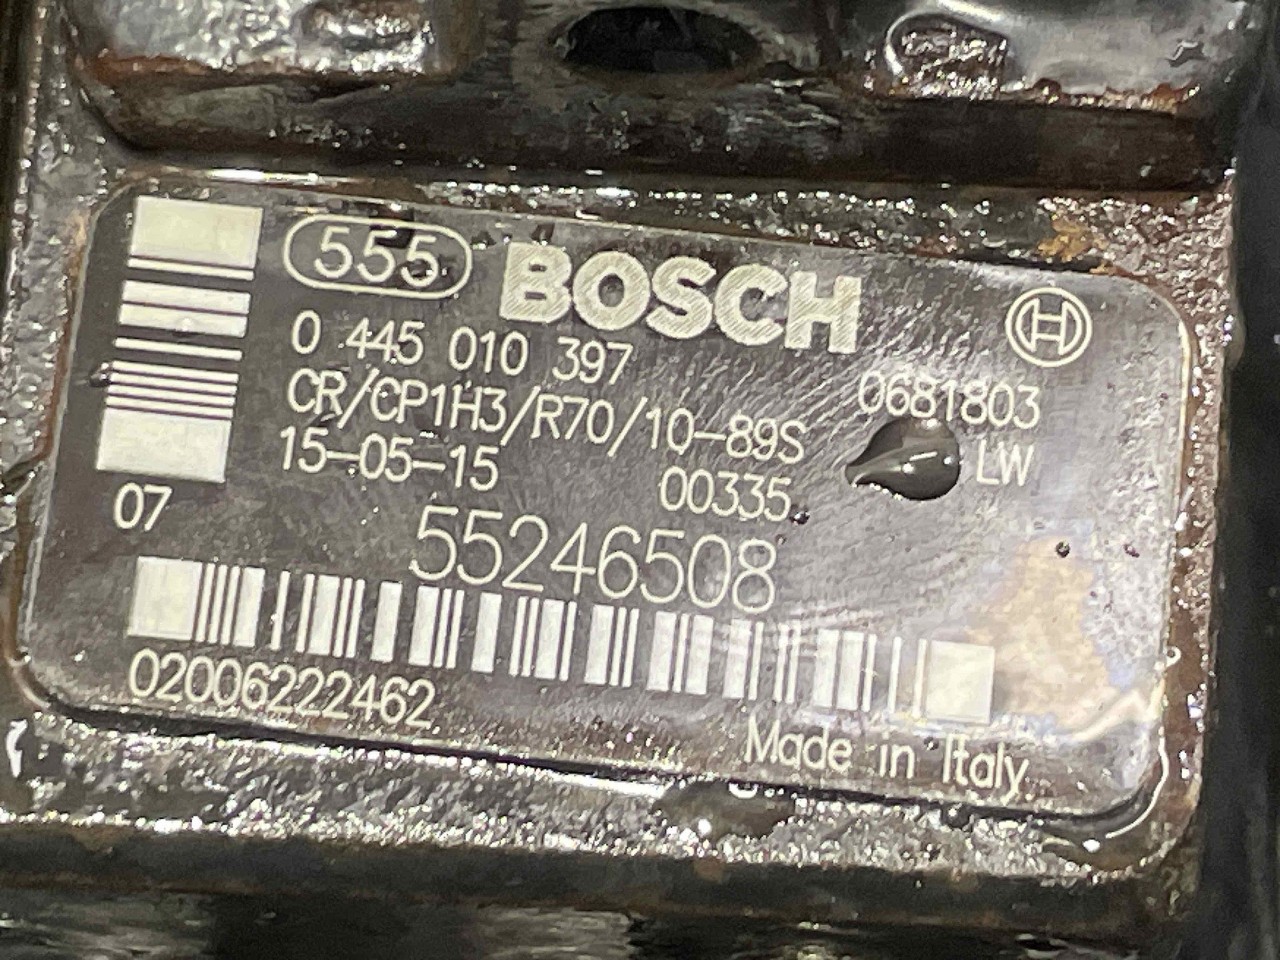 555 BOSCH
0 445 010 397
0681803
CR/CP1H3/R70/10-89S
LW
15-05-15 00335
07
55246508
02006222462
Made in Italy